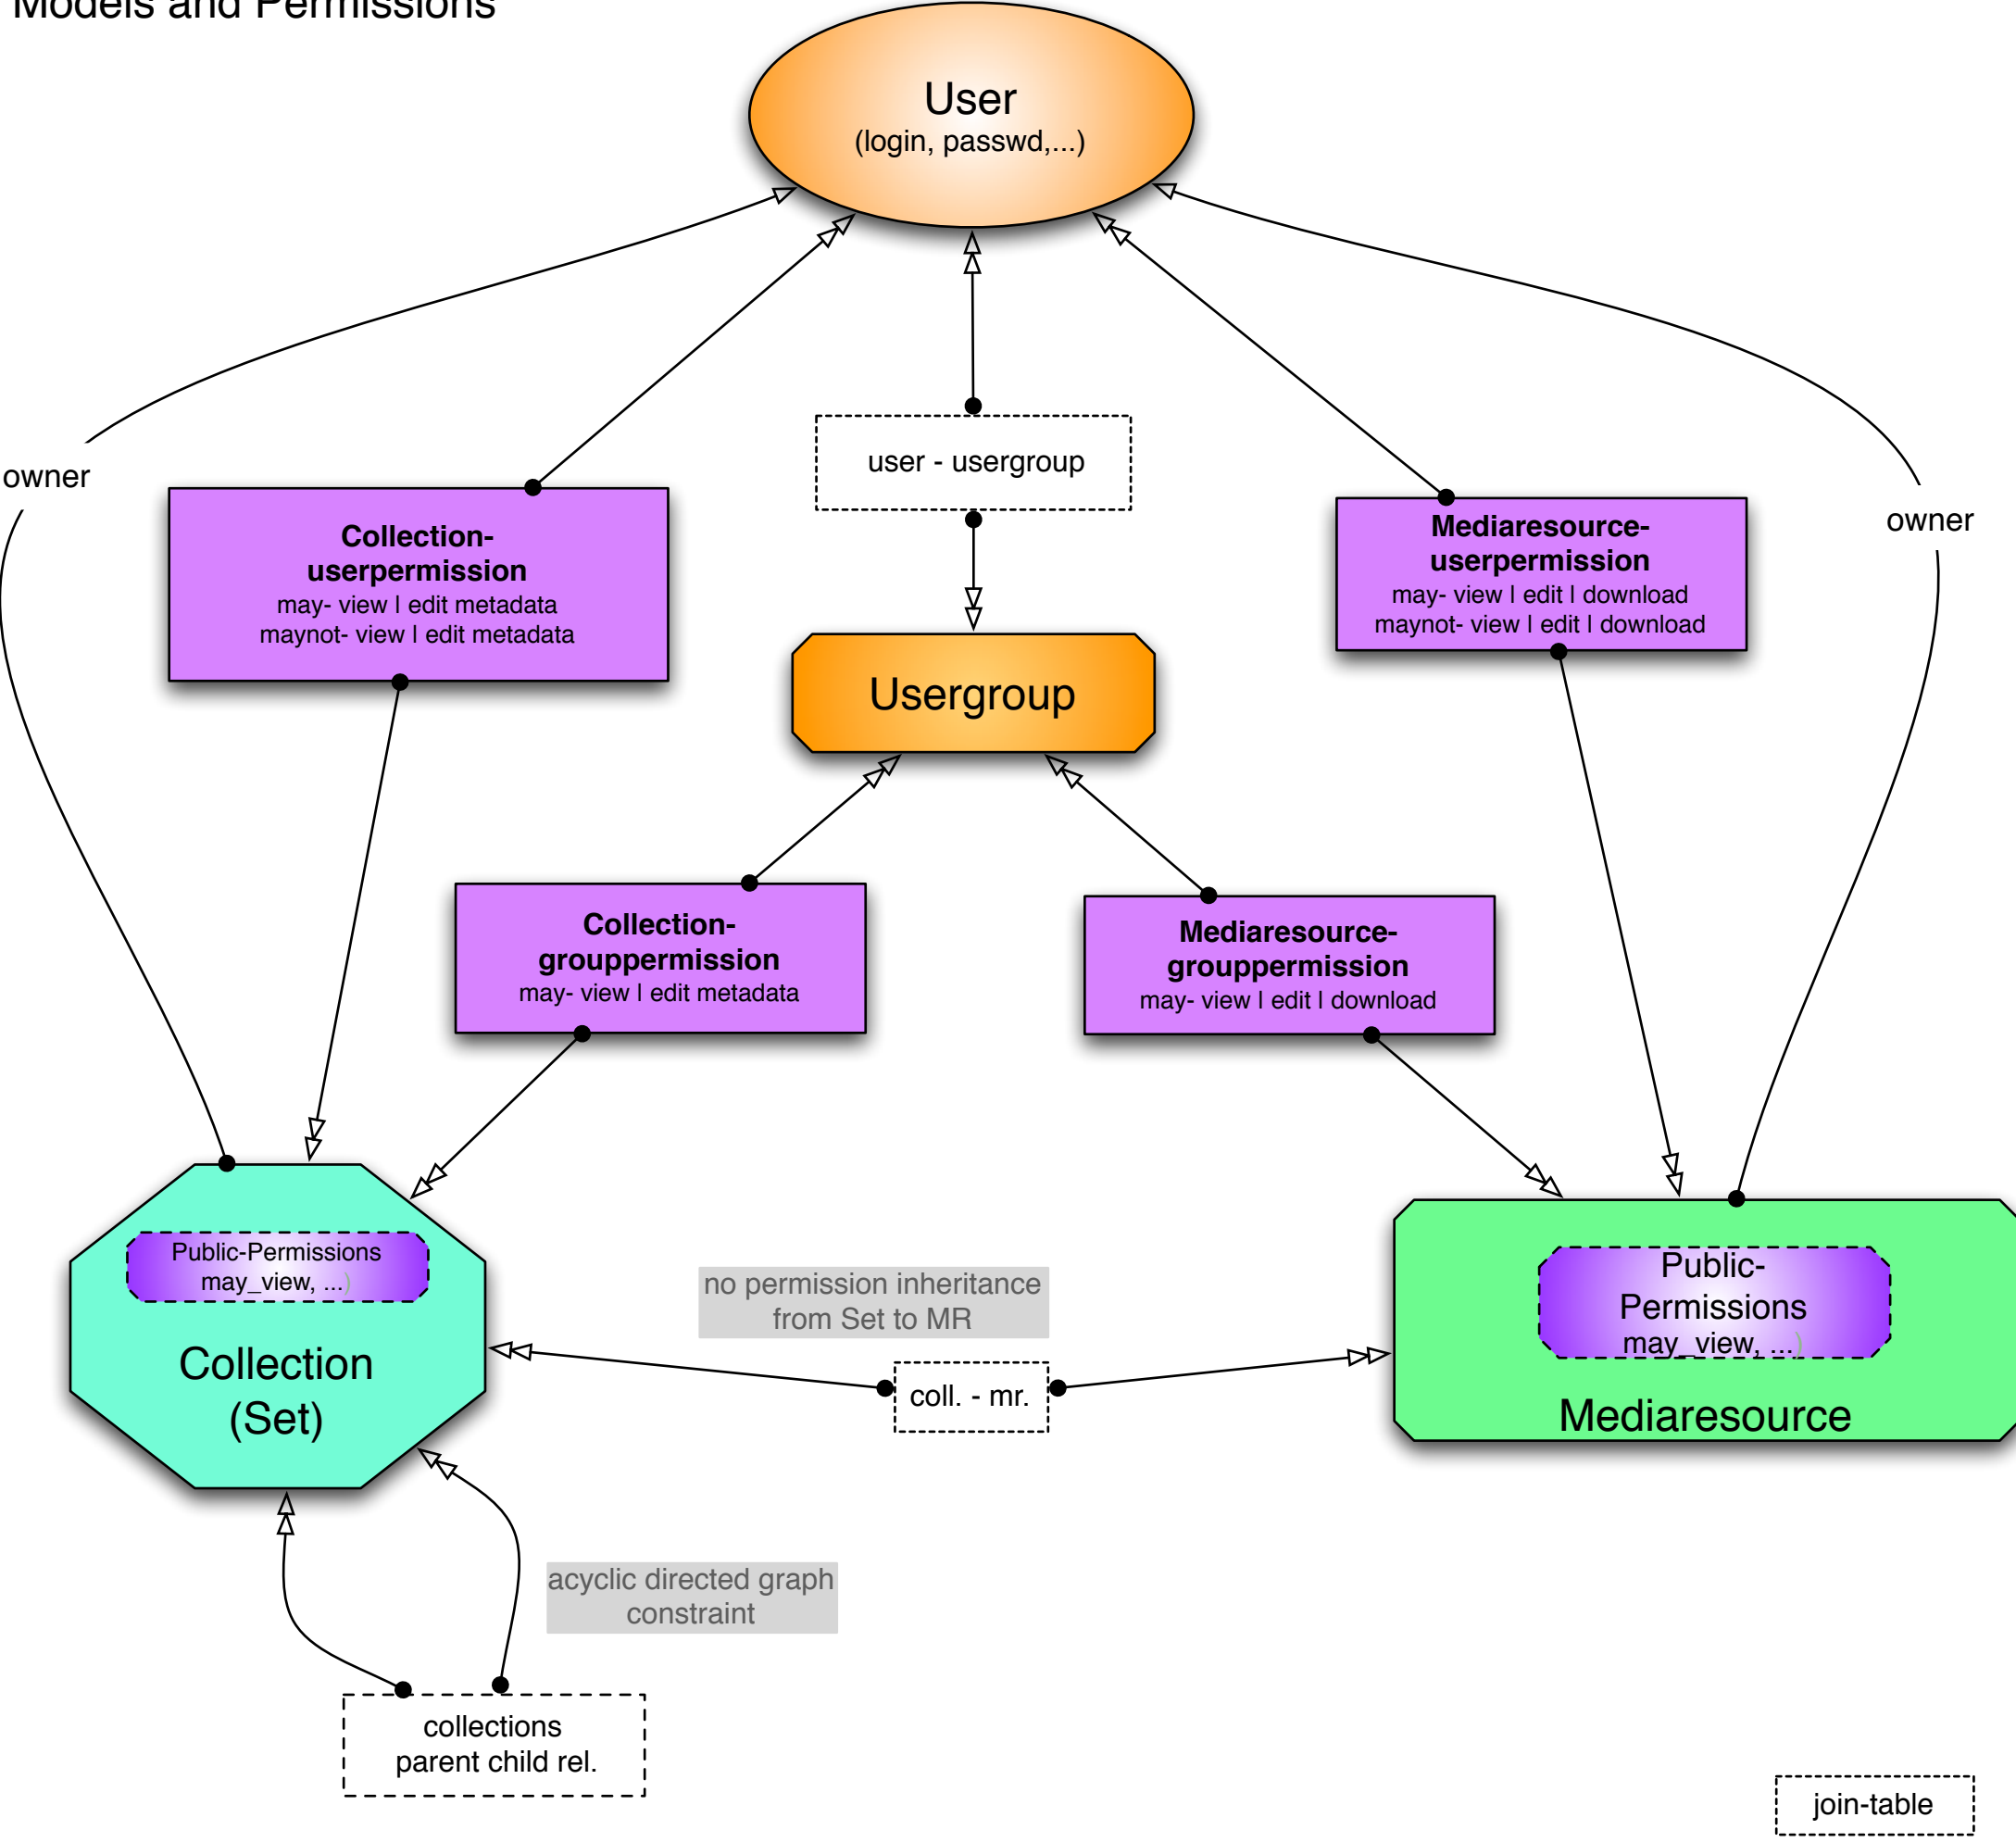 Models and Permissions
User
(login, passwd,...)
owner
user - usergroup
owner
Collection-
userpermission
may- view | edit metadata
maynot- view | edit metadata
Mediaresource-
userpermission
may- view | edit | download
maynot- view | edit | download
Usergroup
Collection-
grouppermission
may- view | edit metadata
Mediaresource-
grouppermission
may- view | edit | download
Public-Permissions
may_view, ...)
Collection
(Set)
no permission inheritance
from Set to MR
coll. - mr.
Public-
Permissions
may_view, ...)
Mediaresource
acyclic directed graph
constraint
collections
parent child rel.
join-table